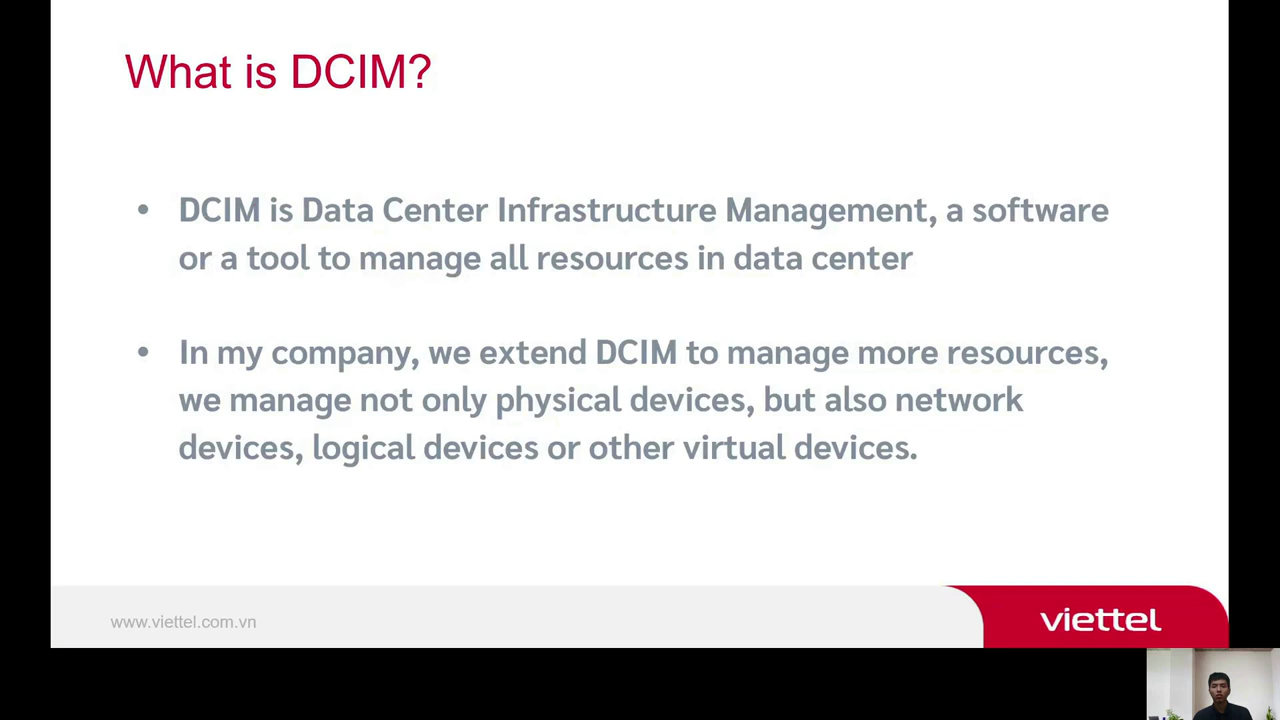 What is DCIM?
• DCIM is Data Center Infrastructure Management, a software
or a tool to manage all resources in data center
• In my company, we extend DCIM to manage more resources,
we manage not only physical devices, but also network
devices, logical devices or other virtual devices.
www.viettel.com.vn
viettel